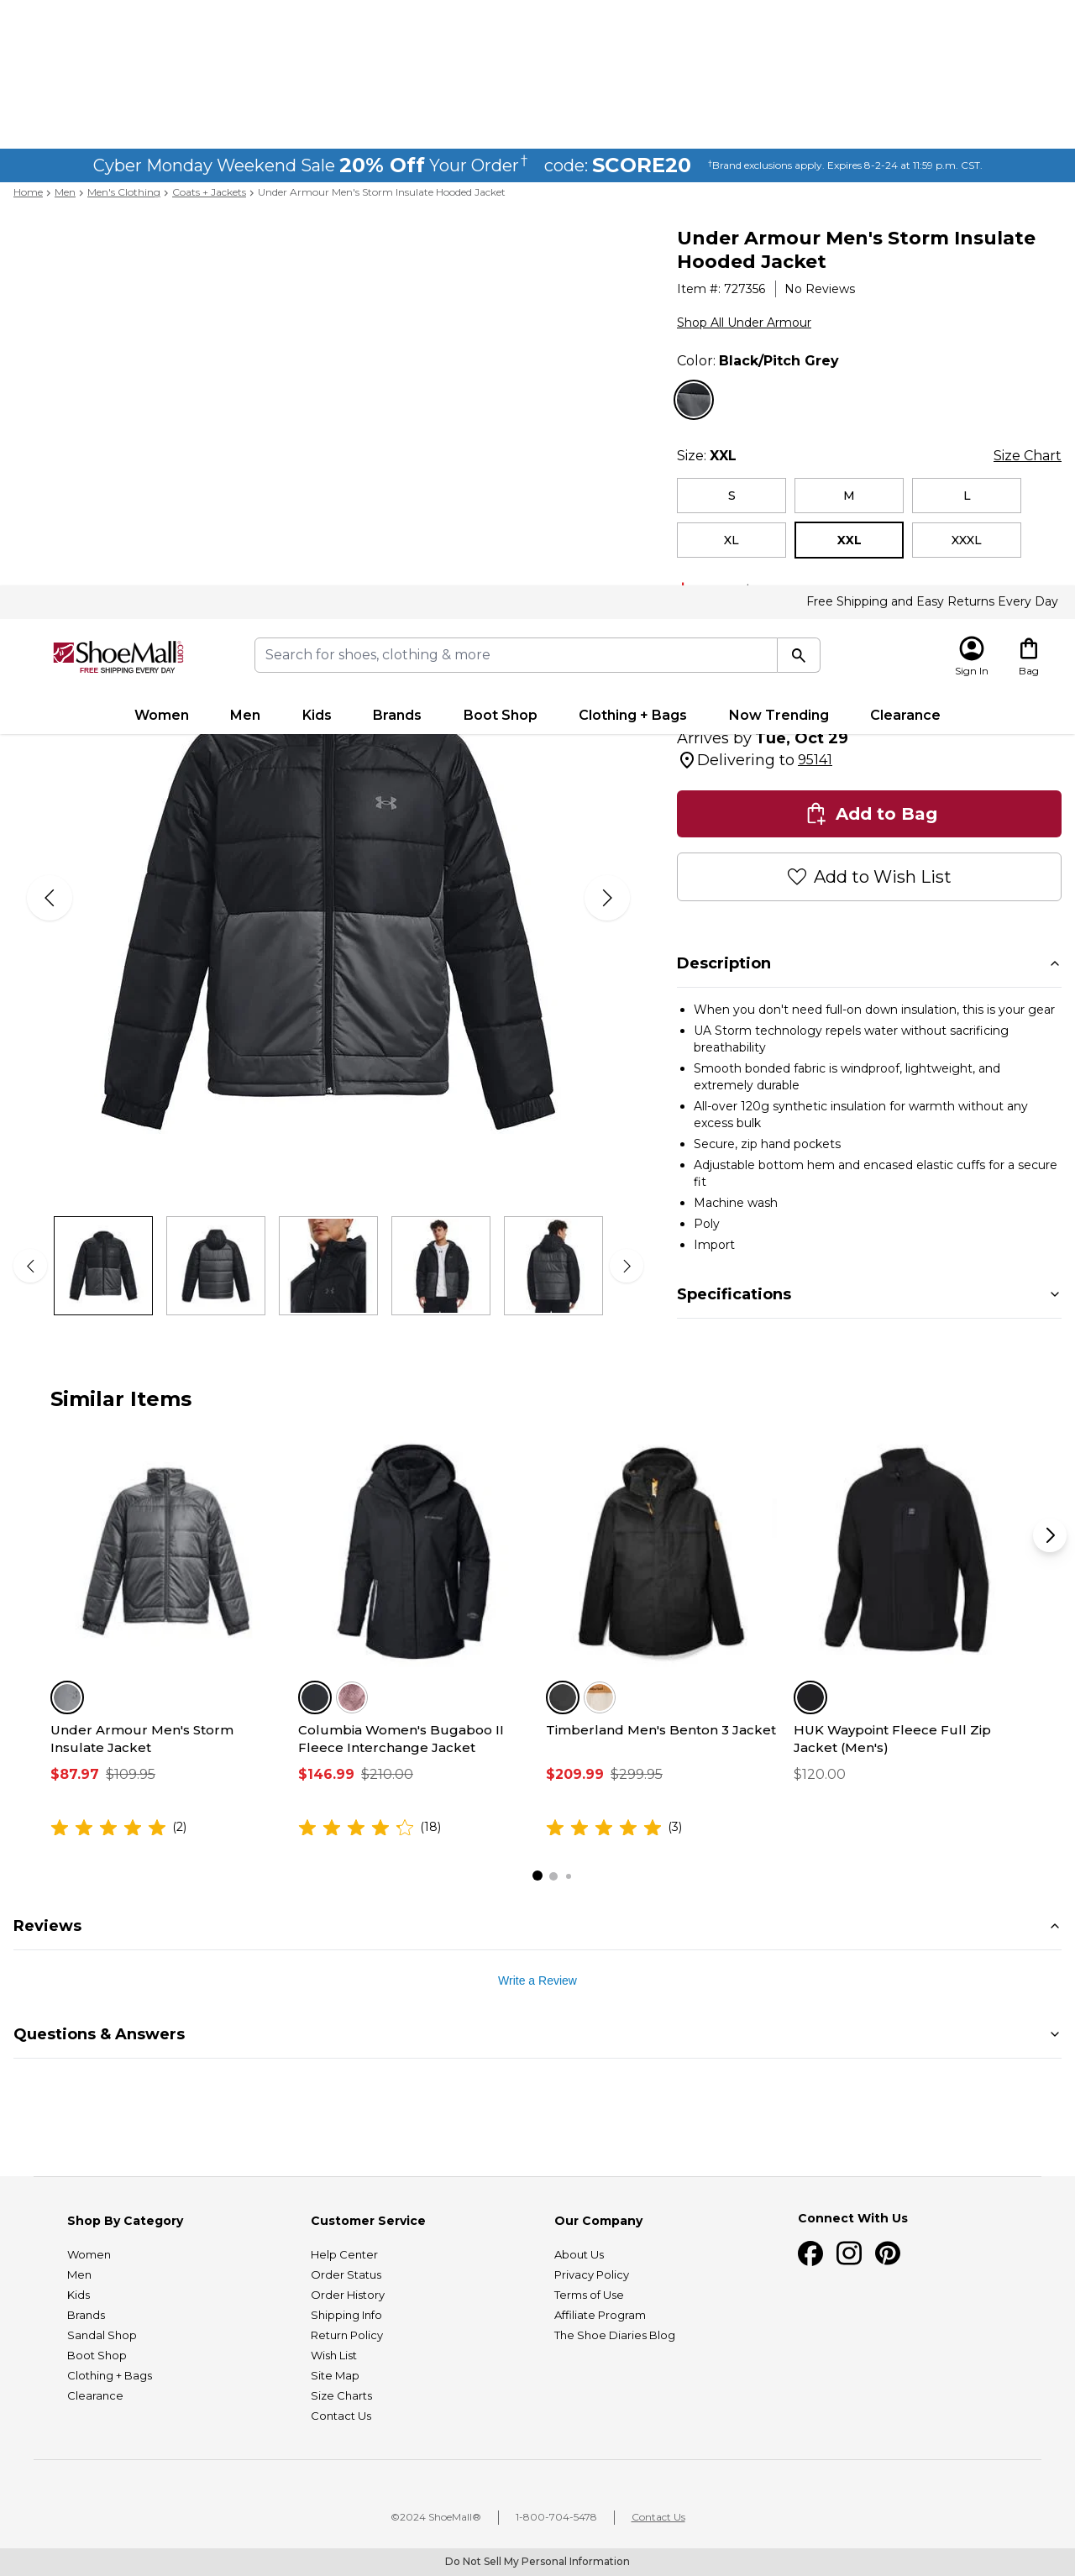 Cyber Monday Weekend Sale 20% Off Your Order† code: SCORE20 †Brand exclusions apply. Expires 8-2-24 at 11:59 p.m. CST.
Home > Men > Men's Clothing > Coats + Jackets > Under Armour Men's Storm Insulate Hooded Jacket
Under Armour Men's Storm Insulate
Hooded Jacket
Item #: 727356 No Reviews
Shop All Under Armour
Color: Black/Pitch Grey
Size: XXL Size Chart
S M L
XL XXL XXXL
Free Shipping and Easy Returns Every Day
ShoeMall.com
FREE SHIPPING EVERY DAY
Search for shoes, clothing & more
Sign In Bag
Women Men Kids Brands Boot Shop Clothing + Bags Now Trending Clearance
Arrives by Tue, Oct 29
Delivering to 95141
Add to Bag
Add to Wish List
Description
When you don't need full-on down insulation, this is your gear
UA Storm technology repels water without sacrificing
breathability
Smooth bonded fabric is windproof, lightweight, and
extremely durable
All-over 120g synthetic insulation for warmth without any
excess bulk
Secure, zip hand pockets
Adjustable bottom hem and encased elastic cuffs for a secure
fit
Machine wash
Poly
Import
Specifications
Similar Items
Under Armour Men's Storm
Insulate Jacket
$87.97 $109.95
(2)
Columbia Women's Bugaboo II
Fleece Interchange Jacket
$146.99 $210.00
(18)
Timberland Men's Benton 3 Jacket
$209.99 $299.95
(3)
HUK Waypoint Fleece Full Zip
Jacket (Men's)
$120.00
Reviews
Write a Review
Questions & Answers
Shop By Category
Women
Men
Kids
Brands
Sandal Shop
Boot Shop
Clothing + Bags
Clearance
Customer Service
Help Center
Order Status
Order History
Shipping Info
Return Policy
Wish List
Site Map
Size Charts
Contact Us
Our Company
About Us
Privacy Policy
Terms of Use
Affiliate Program
The Shoe Diaries Blog
Connect With Us
©2024 ShoeMall® 1-800-704-5478 Contact Us
Do Not Sell My Personal Information